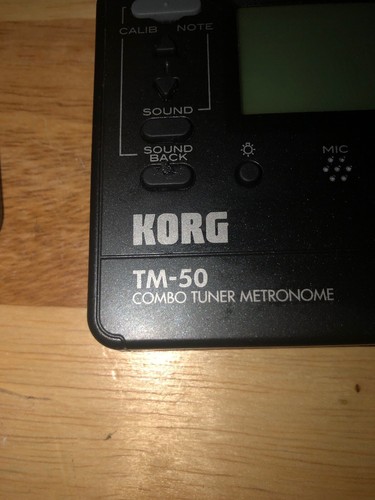 CALIB NOTE
SOUND
SOUND
BACK
MIC
KORG
TM-50
COMBO TUNER METRONOME